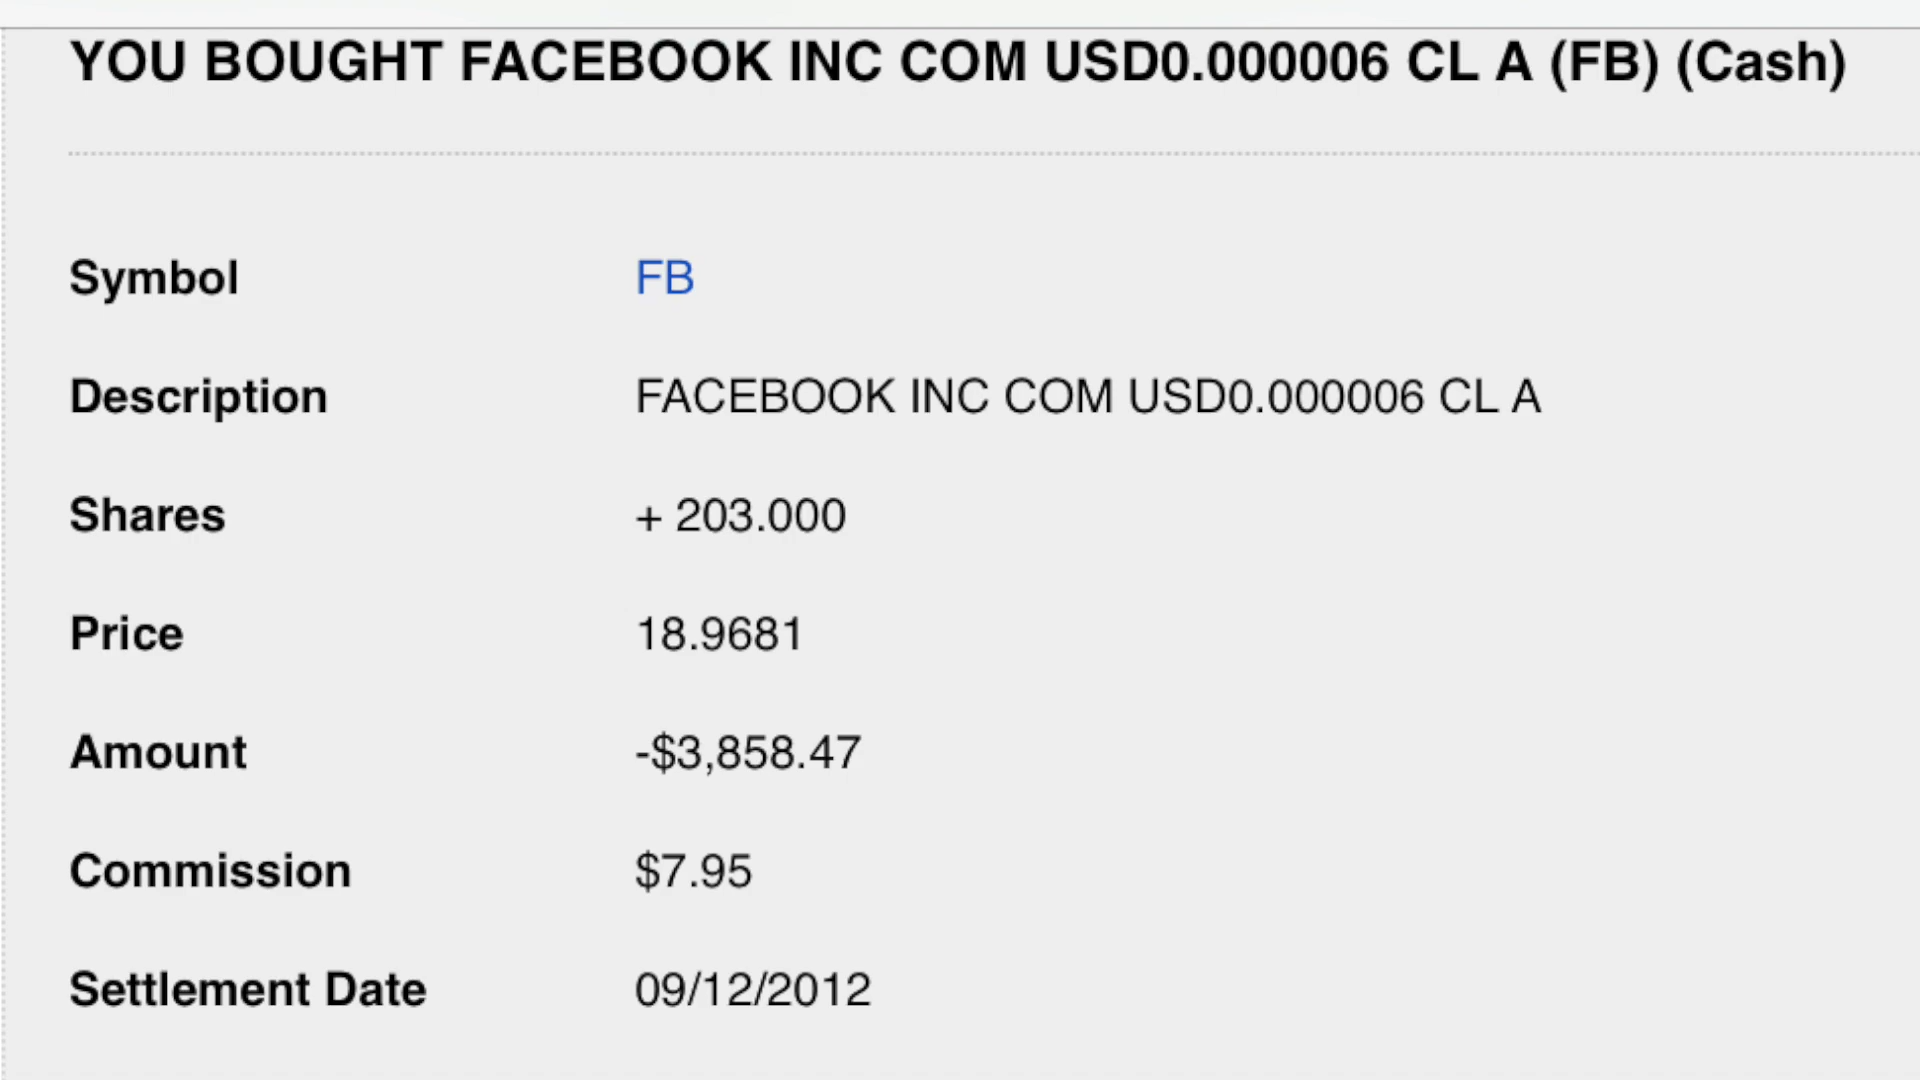 YOU BOUGHT FACEBOOK INC COM USD0.000006 CL A (FB) (Cash)
Symbol FB
Description FACEBOOK INC COM USD0.000006 CL A
Shares + 203.000
Price 18.9681
Amount -$3,858.47
Commission $7.95
Settlement Date 09/12/2012